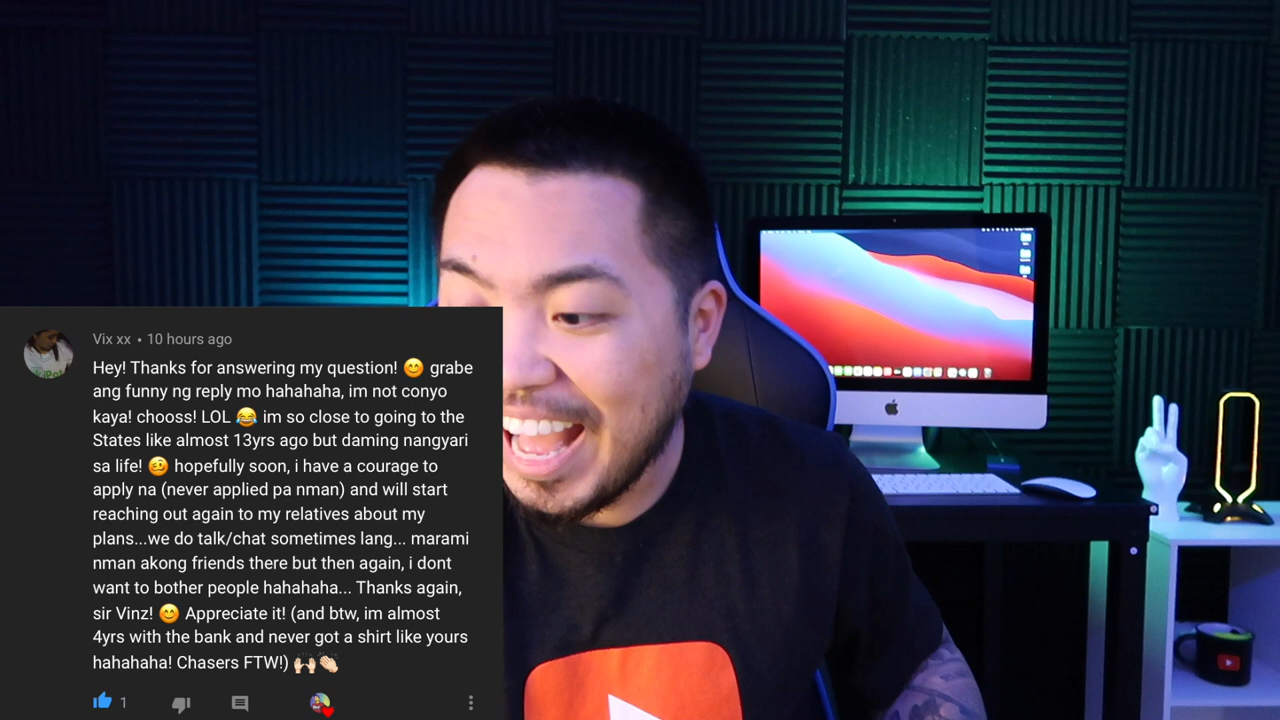 Vix xx • 10 hours ago
Hey! Thanks for answering my question! 😊 grabe
ang funny ng reply mo hahahaha, im not conyo
kaya! chooss! LOL 😂 im so close to going to the
States like almost 13yrs ago but daming nangyari
sa life! 🥴 hopefully soon, i have a courage to
apply na (never applied pa nman) and will start
reaching out again to my relatives about my
plans...we do talk/chat sometimes lang... marami
nman akong friends there but then again, i dont
want to bother people hahahaha... Thanks again,
sir Vinz! 😊 Appreciate it! (and btw, im almost
4yrs with the bank and never got a shirt like yours
hahahaha! Chasers FTW!) 🙌🏻👏🏻
1